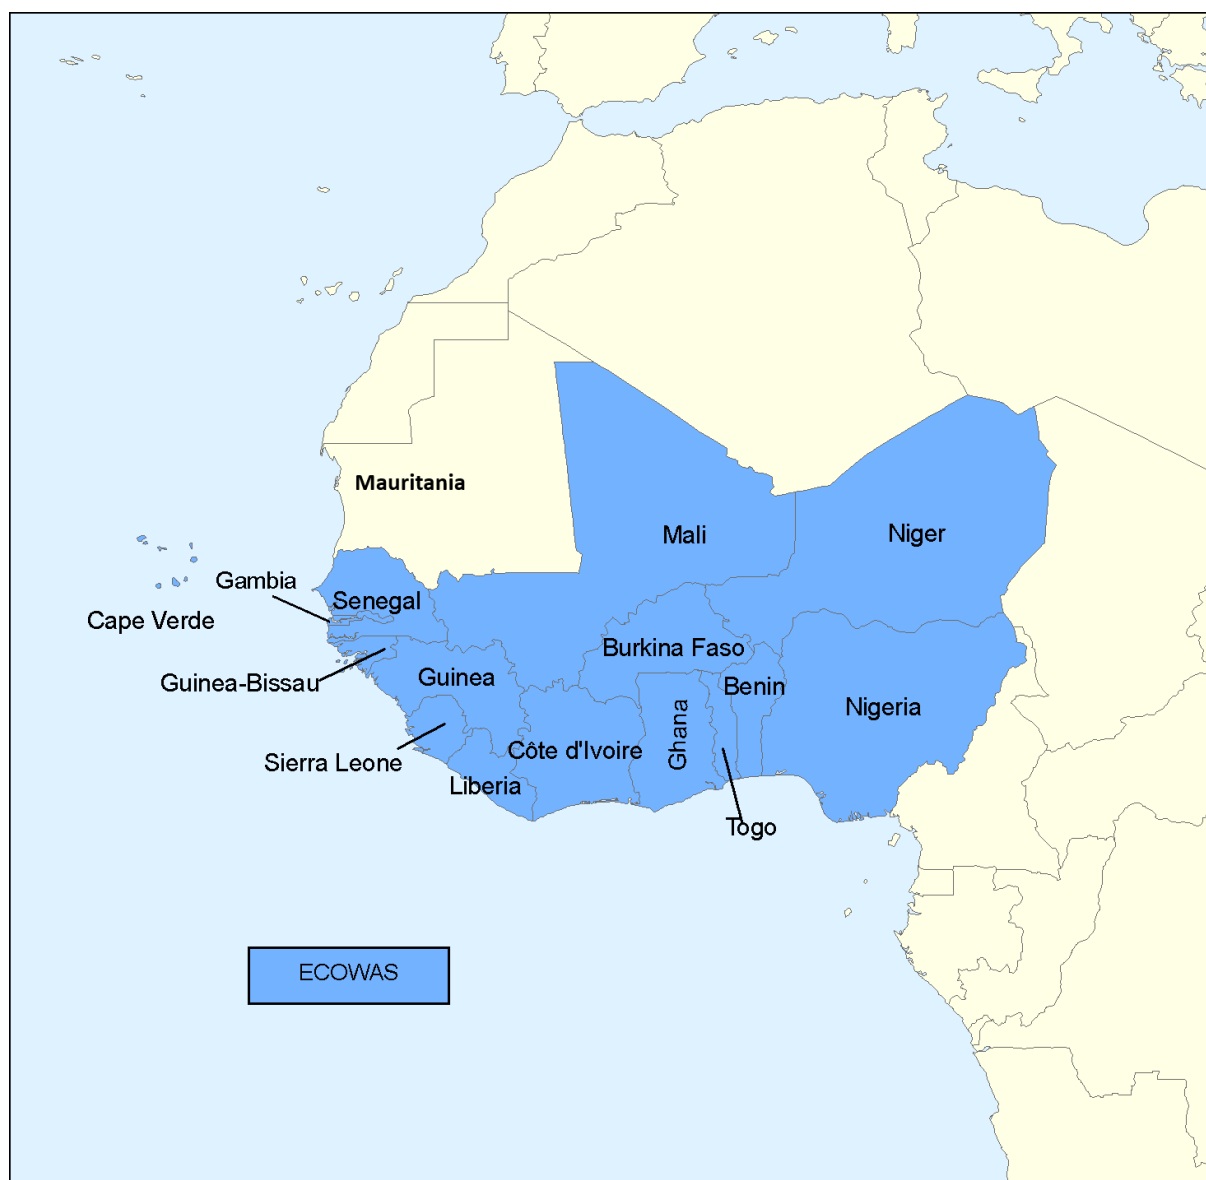 Mauritania
Mali
Niger
Gambia
Senegal
Cape Verde
Burkina Faso
Guinea-Bissau
Guinea
Benin
Nigeria
Ghana
Sierra Leone
Côte d'Ivoire
Liberia
Togo
ECOWAS